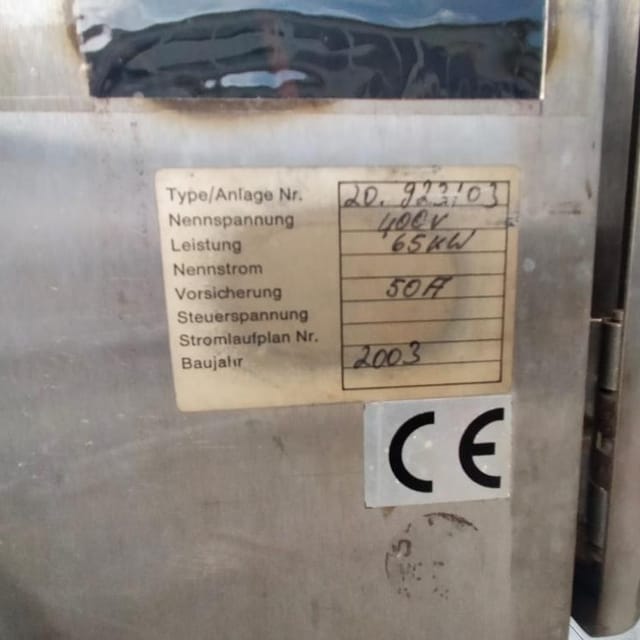 Type/Anlage Nr. 20. 923/03
Nennspannung 400V
Leistung 65KW
Nennstrom
Vorsicherung 50A
Steuerspannung
Stromlaufplan Nr.
Baujahr 2003
CE